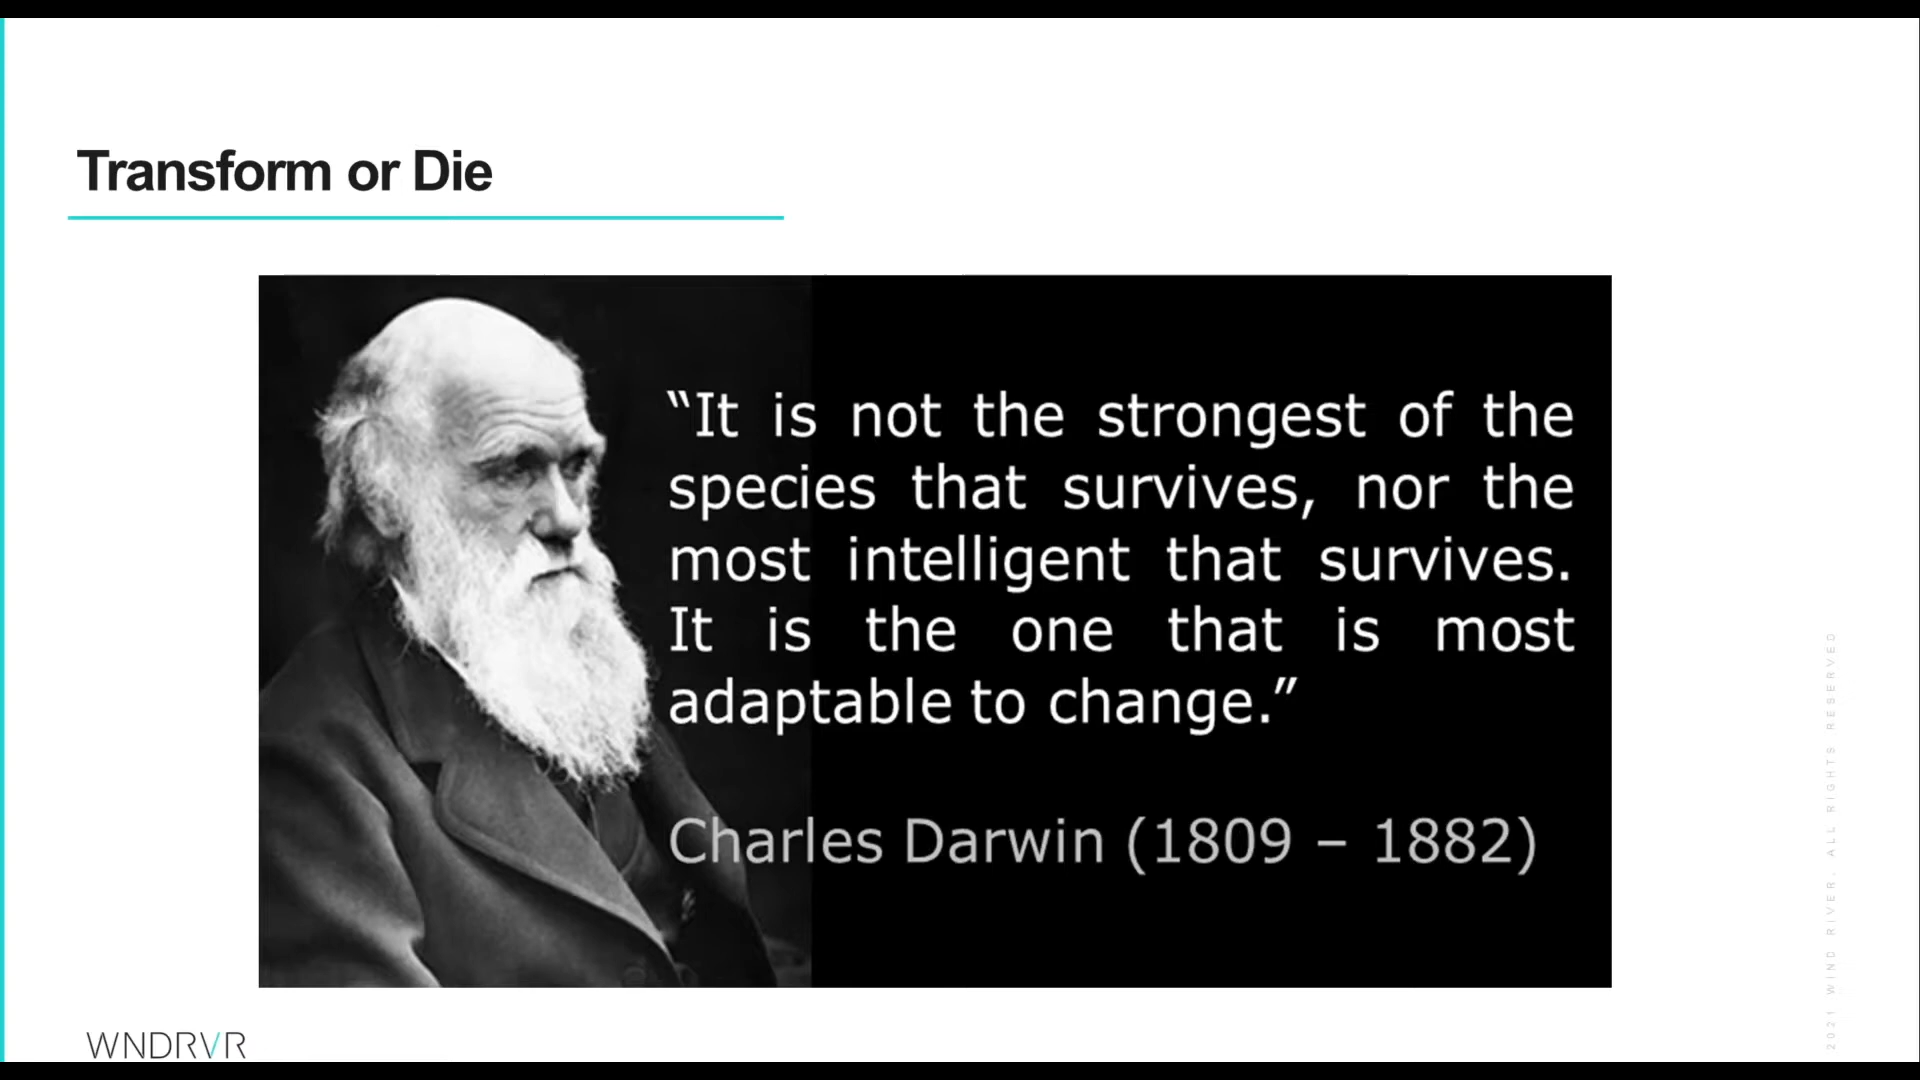 Transform or Die
“It is not the strongest of the
species that survives, nor the
most intelligent that survives.
It is the one that is most
adaptable to change.”
Charles Darwin (1809 – 1882)
WNDRVR
2021 WIND RIVER. ALL RIGHTS RESERVED